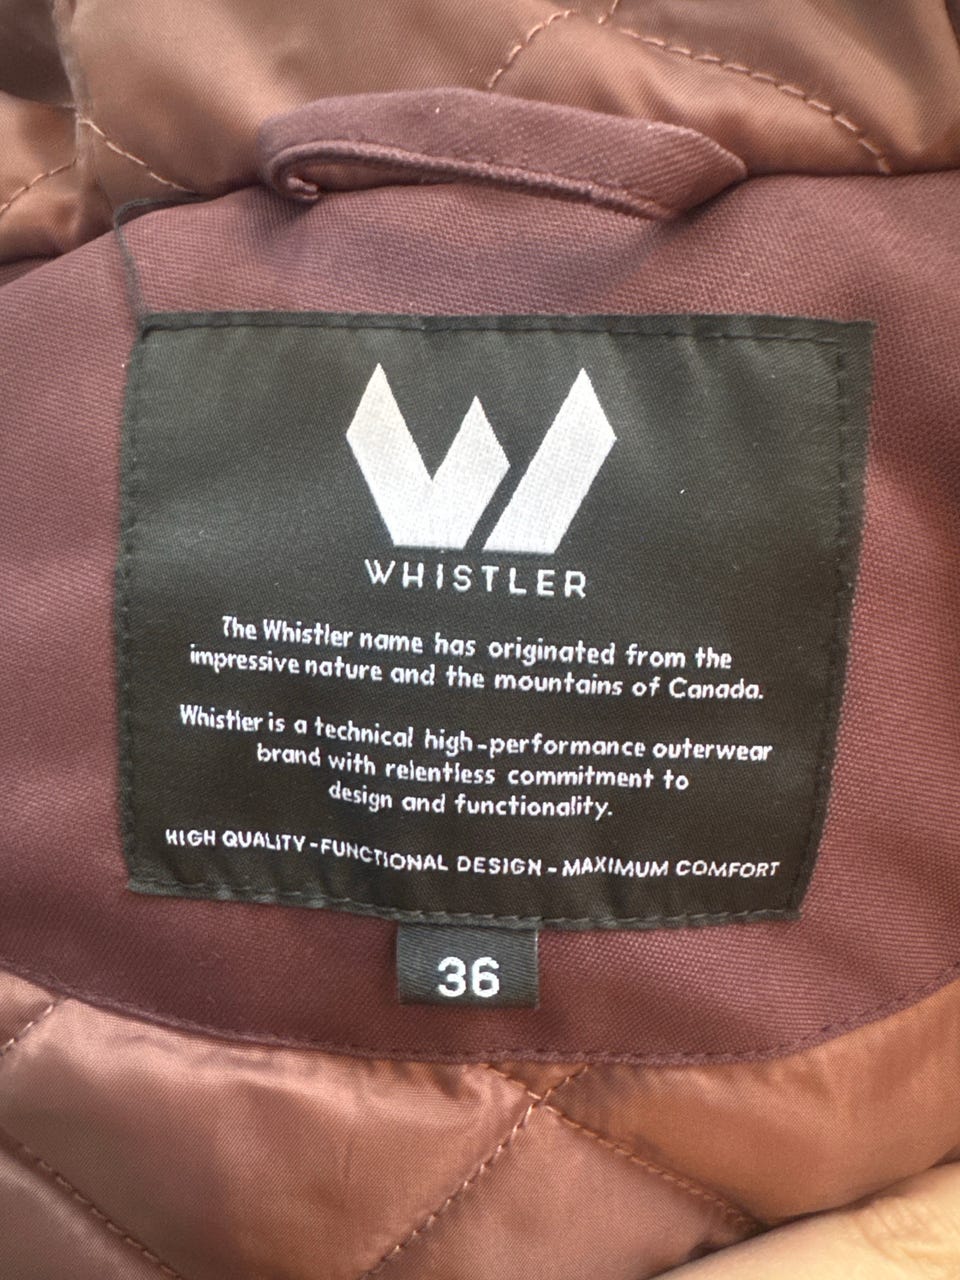 WHISTLER
The Whistler name has originated from the
impressive nature and the mountains of Canada.
Whistler is a technical high-performance outerwear
brand with relentless commitment to
design and functionality.
HIGH QUALITY - FUNCTIONAL DESIGN - MAXIMUM COMFORT
36